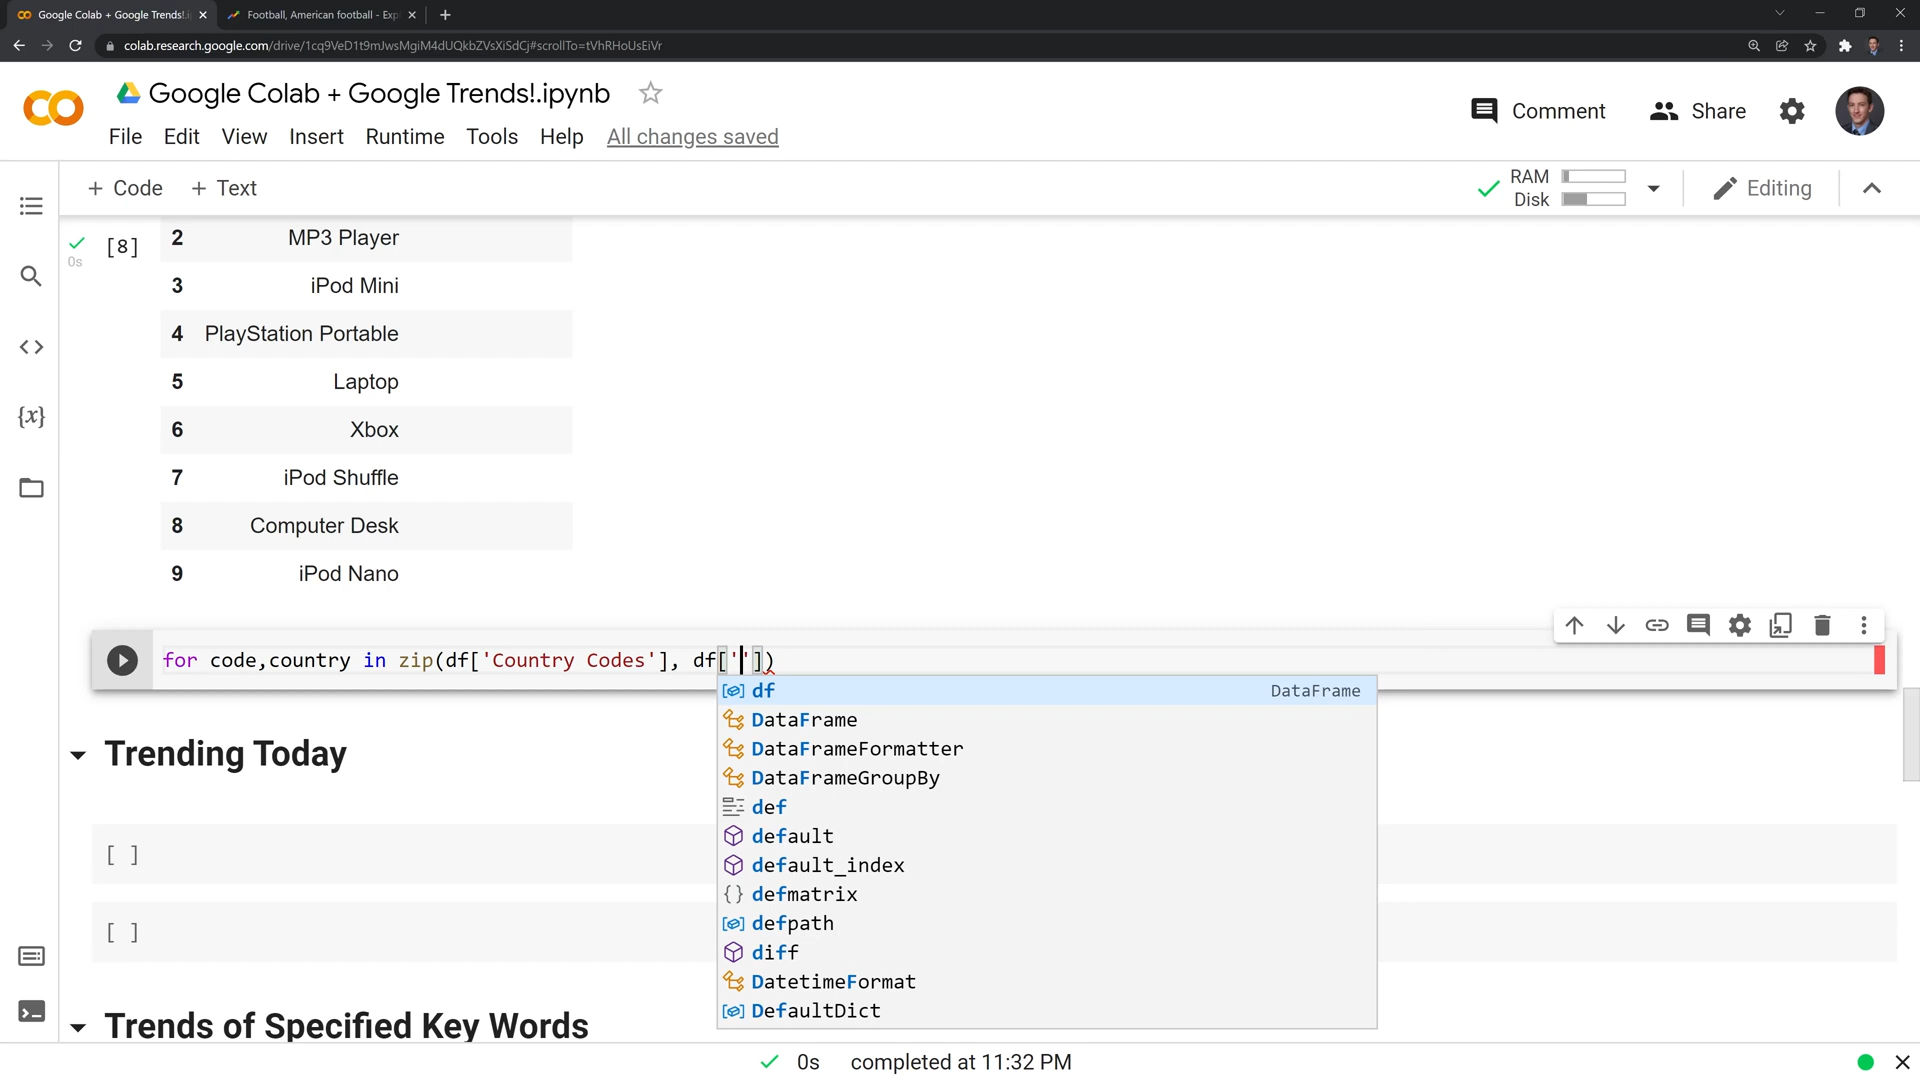 Google Colab + Google Trends!.i
Football, American football - Exp
colab.research.google.com/drive/1cq9VeD1t9mJwsMgiM4dUQkbZVsXiSdCj#scrollTo=tVhRHoUsEiVr
Google Colab + Google Trends!.ipynb
Comment
Share
File Edit View Insert Runtime Tools Help All changes saved
+ Code + Text
RAM
Disk
Editing
[8]
0s
2 MP3 Player
3 iPod Mini
4 PlayStation Portable
5 Laptop
6 Xbox
7 iPod Shuffle
8 Computer Desk
9 iPod Nano
{x}
for code,country in zip(df['Country Codes'], df[''])
df DataFrame
DataFrame
DataFrameFormatter
DataFrameGroupBy
def
default
default_index
defmatrix
defpath
diff
DatetimeFormat
DefaultDict
Trending Today
[ ]
[ ]
Trends of Specified Key Words
0s completed at 11:32 PM